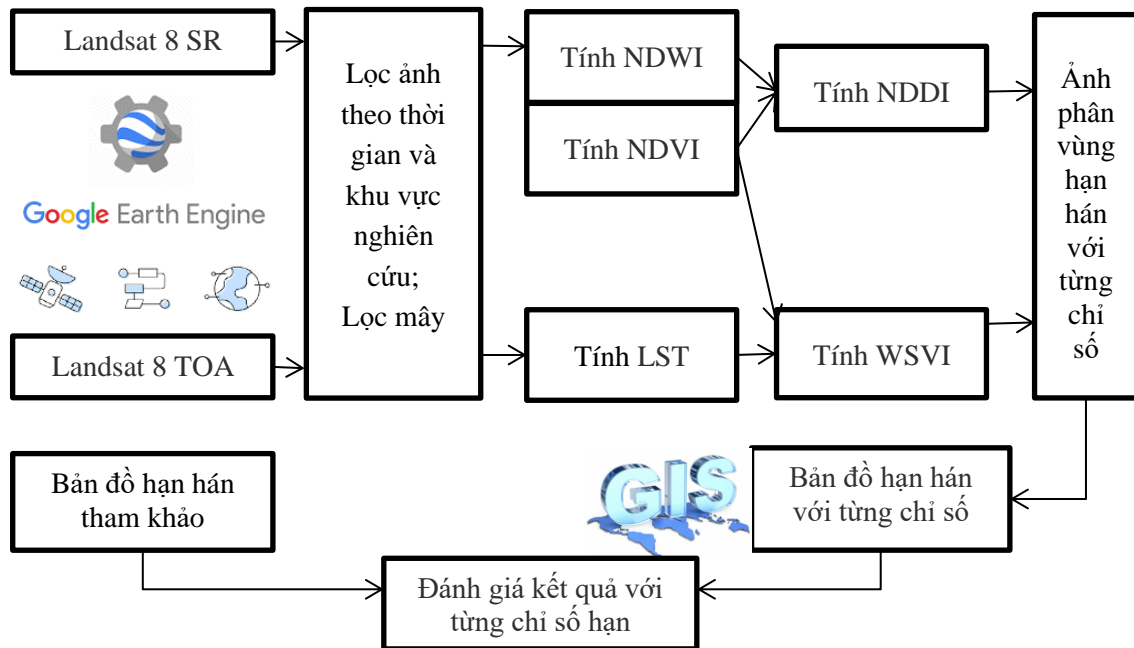 Landsat 8 SR
Google Earth Engine
Landsat 8 TOA
Lọc ảnh
theo thời
gian và
khu vực
nghiên
cứu;
Lọc mây
Tính NDWI
Tính NDVI
Tính LST
Tính NDDI
Tính WSVI
Ảnh
phân
vùng
hạn
hán
với
từng
chỉ
số
Bản đồ hạn hán
tham khảo
GIS
Bản đồ hạn hán
với từng chỉ số
Đánh giá kết quả với
từng chỉ số hạn